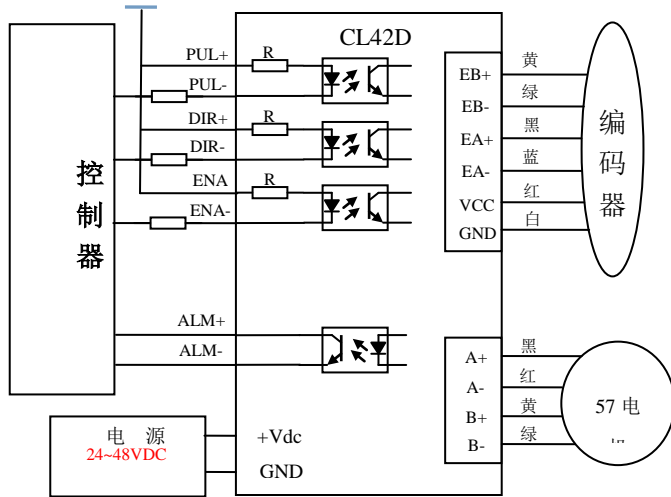 CL42D
PUL+
R
PUL-
DIR+
R
DIR-
ENA
R
ENA-
控制器
ALM+
ALM-
电 源
24~48VDC
+Vdc
GND
EB+
黄
EB-
绿
EA+
黑
EA-
蓝
VCC
红
GND
白
编码器
A+
黑
A-
红
B+
黄
B-
绿
57 电